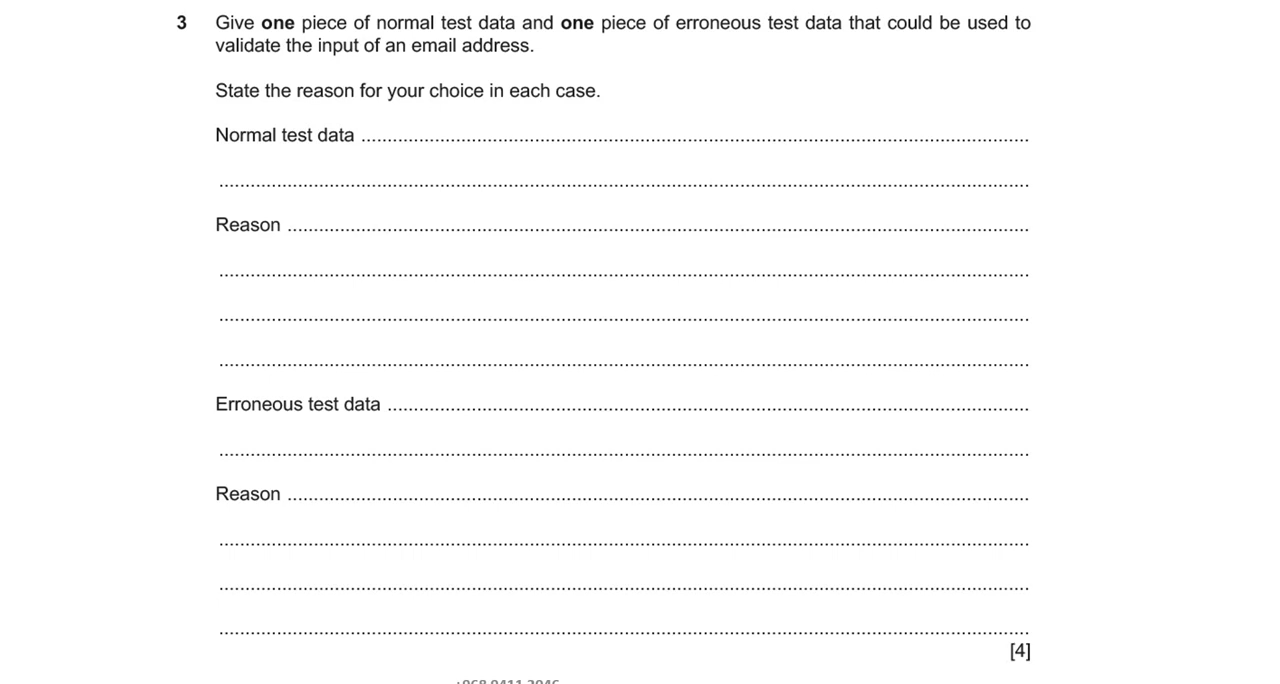 3 Give one piece of normal test data and one piece of erroneous test data that could be used to
validate the input of an email address.
State the reason for your choice in each case.
Normal test data ..........
..........
Reason ..........
..........
..........
..........
Erroneous test data ..........
..........
Reason ..........
..........
..........
..........
[4]